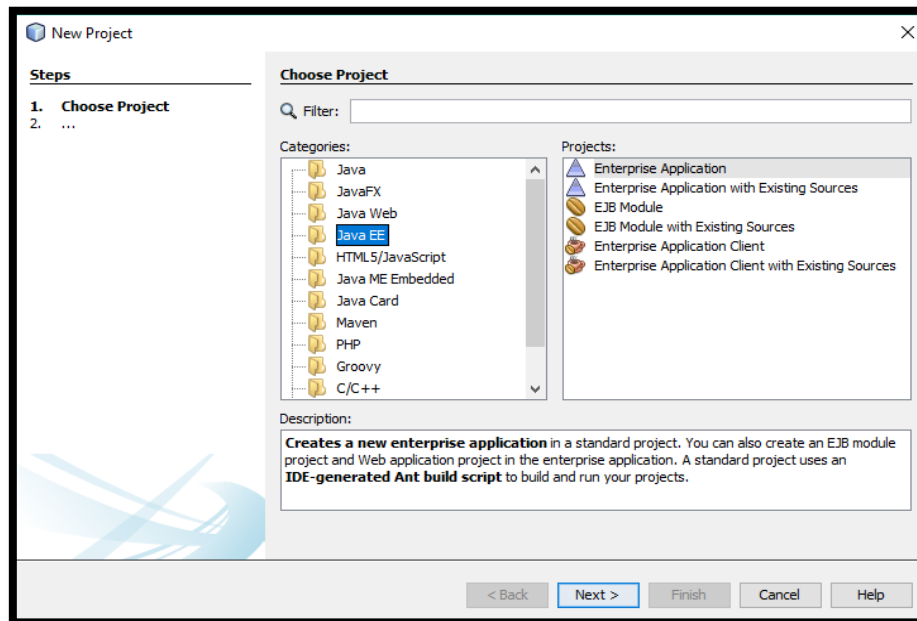 New Project
Steps
1. Choose Project
2. ...
Choose Project
Filter:
Categories:
Java
JavaFX
Java Web
Java EE
HTML5/JavaScript
Java ME Embedded
Java Card
Maven
PHP
Groovy
C/C++
Projects:
Enterprise Application
Enterprise Application with Existing Sources
EJB Module
EJB Module with Existing Sources
Enterprise Application Client
Enterprise Application Client with Existing Sources
Description:
Creates a new enterprise application in a standard project. You can also create an EJB module
project and Web application project in the enterprise application. A standard project uses an
IDE-generated Ant build script to build and run your projects.
< Back Next > Finish Cancel Help